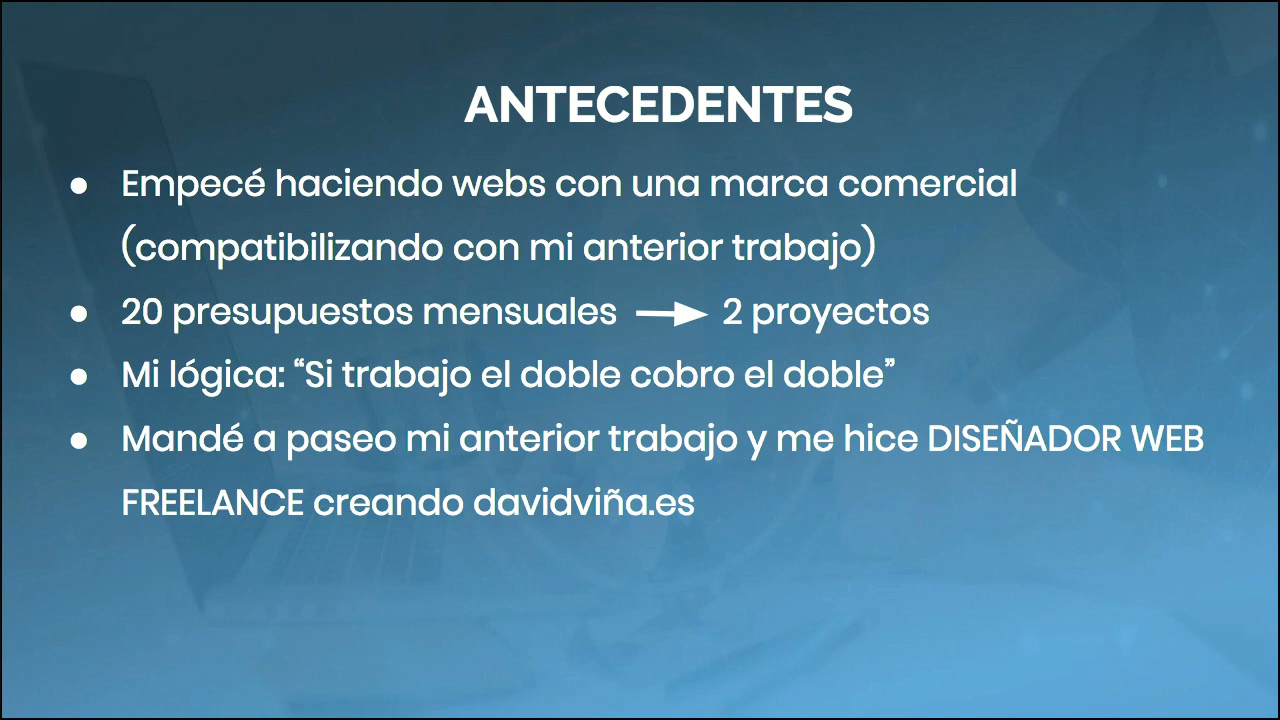 ANTECEDENTES
● Empecé haciendo webs con una marca comercial
(compatibilizando con mi anterior trabajo)
● 20 presupuestos mensuales → 2 proyectos
● Mi lógica: “Si trabajo el doble cobro el doble”
● Mandé a paseo mi anterior trabajo y me hice DISEÑADOR WEB
FREELANCE creando davidviña.es